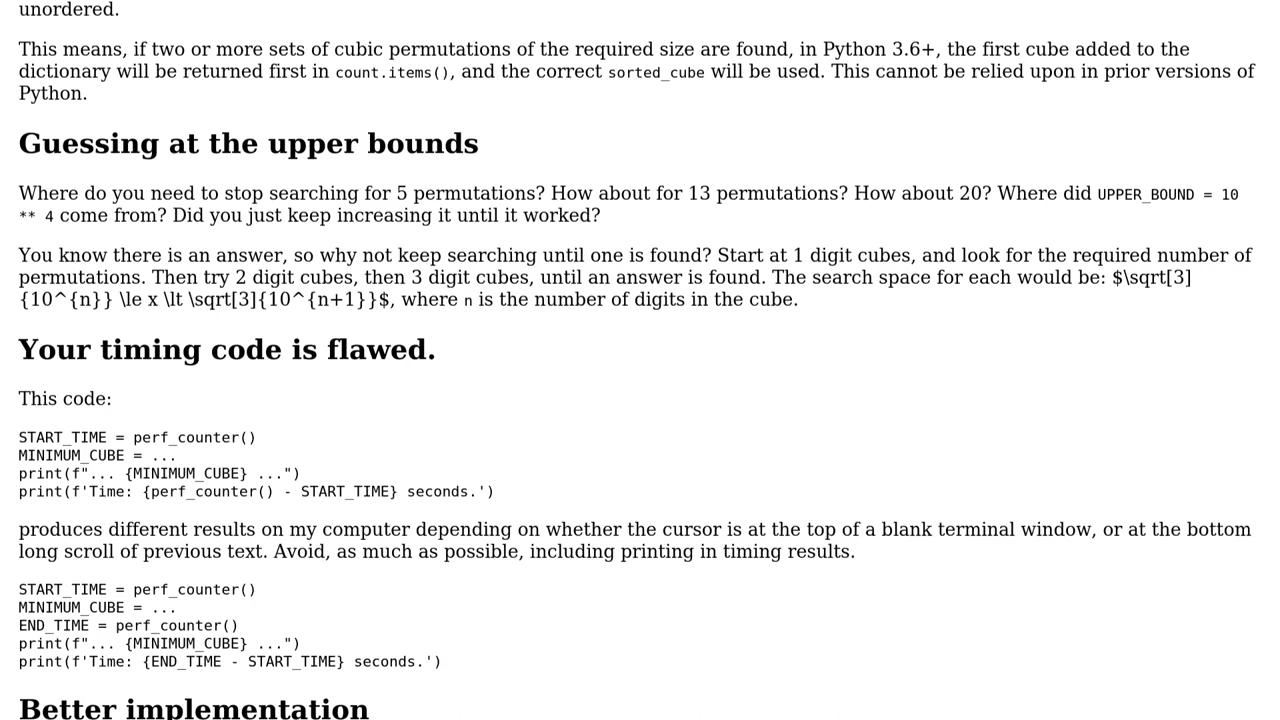 unordered.
This means, if two or more sets of cubic permutations of the required size are found, in Python 3.6+, the first cube added to the
dictionary will be returned first in count.items(), and the correct sorted_cube will be used. This cannot be relied upon in prior versions of
Python.
Guessing at the upper bounds
Where do you need to stop searching for 5 permutations? How about for 13 permutations? How about 20? Where did UPPER_BOUND = 10
** 4 come from? Did you just keep increasing it until it worked?
You know there is an answer, so why not keep searching until one is found? Start at 1 digit cubes, and look for the required number of
permutations. Then try 2 digit cubes, then 3 digit cubes, until an answer is found. The search space for each would be: $\sqrt[3]
{10^{n}} \le x \lt \sqrt[3]{10^{n+1}}$, where n is the number of digits in the cube.
Your timing code is flawed.
This code:
START_TIME = perf_counter()
MINIMUM_CUBE = ...
print(f"... {MINIMUM_CUBE} ...")
print(f'Time: {perf_counter() - START_TIME} seconds.')
produces different results on my computer depending on whether the cursor is at the top of a blank terminal window, or at the bottom
long scroll of previous text. Avoid, as much as possible, including printing in timing results.
START_TIME = perf_counter()
MINIMUM_CUBE = ...
END_TIME = perf_counter()
print(f"... {MINIMUM_CUBE} ...")
print(f'Time: {END_TIME - START_TIME} seconds.')
Better implementation